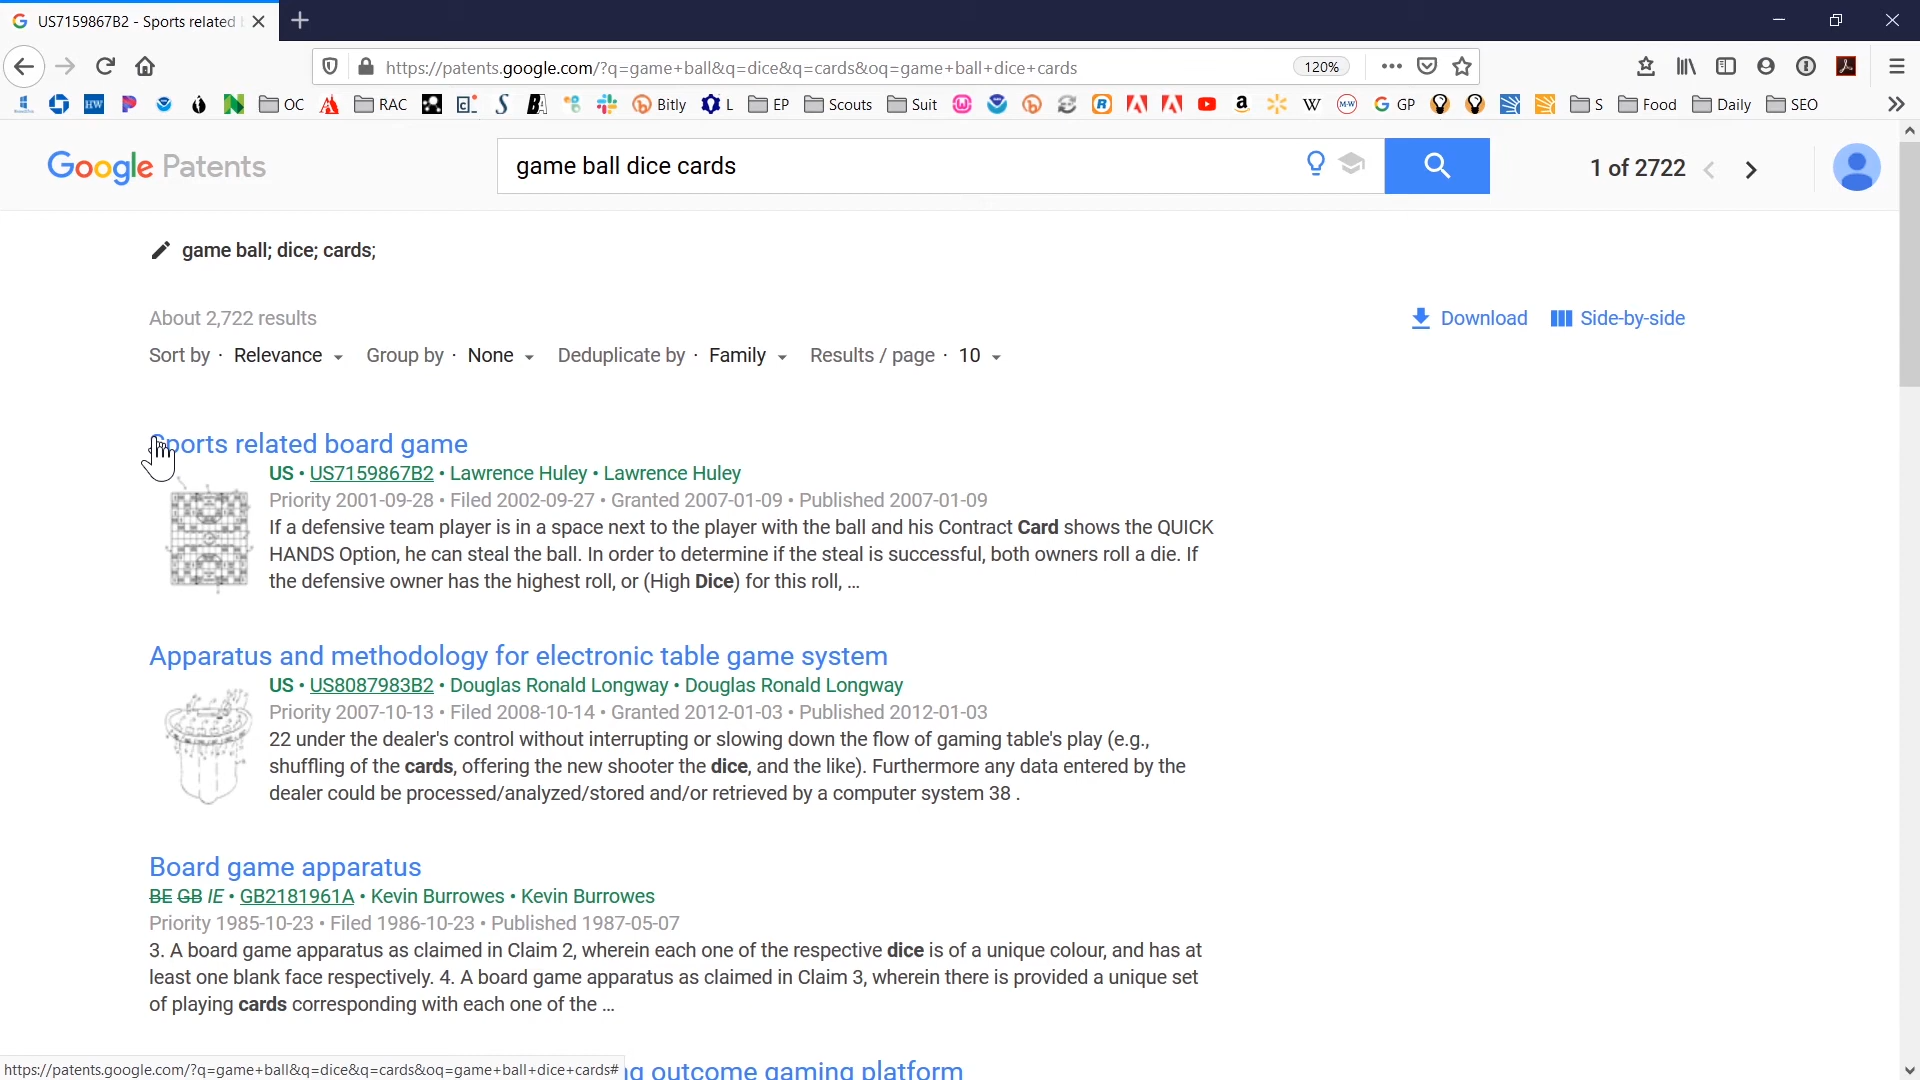 US7159867B2 - Sports related
https://patents.google.com/?q=game+ball&q=dice&q=cards&oq=game+ball+dice+cards
120%
HW
OC
RAC
Bitly
L
EP
Scouts
Suit
W
M-W
GP
S
Food
Daily
SEO
Google Patents
game ball dice cards
1 of 2722
game ball; dice; cards;
About 2,722 results
Download
Side-by-side
Sort by · Relevance
Group by · None
Deduplicate by · Family
Results / page · 10
Sports related board game
US • US7159867B2 • Lawrence Huley • Lawrence Huley
Priority 2001-09-28 • Filed 2002-09-27 • Granted 2007-01-09 • Published 2007-01-09
If a defensive team player is in a space next to the player with the ball and his Contract Card shows the QUICK
HANDS Option, he can steal the ball. In order to determine if the steal is successful, both owners roll a die. If
the defensive owner has the highest roll, or (High Dice) for this roll, ...
Apparatus and methodology for electronic table game system
US • US8087983B2 • Douglas Ronald Longway • Douglas Ronald Longway
Priority 2007-10-13 • Filed 2008-10-14 • Granted 2012-01-03 • Published 2012-01-03
22 under the dealer's control without interrupting or slowing down the flow of gaming table's play (e.g.,
shuffling of the cards, offering the new shooter the dice, and the like). Furthermore any data entered by the
dealer could be processed/analyzed/stored and/or retrieved by a computer system 38 .
Board game apparatus
BE GB IE • GB2181961A • Kevin Burrowes • Kevin Burrowes
Priority 1985-10-23 • Filed 1986-10-23 • Published 1987-05-07
3. A board game apparatus as claimed in Claim 2, wherein each one of the respective dice is of a unique colour, and has at
least one blank face respectively. 4. A board game apparatus as claimed in Claim 3, wherein there is provided a unique set
of playing cards corresponding with each one of the ...
outcome gaming platform
https://patents.google.com/?q=game+ball&q=dice&q=cards&oq=game+ball+dice+cards#